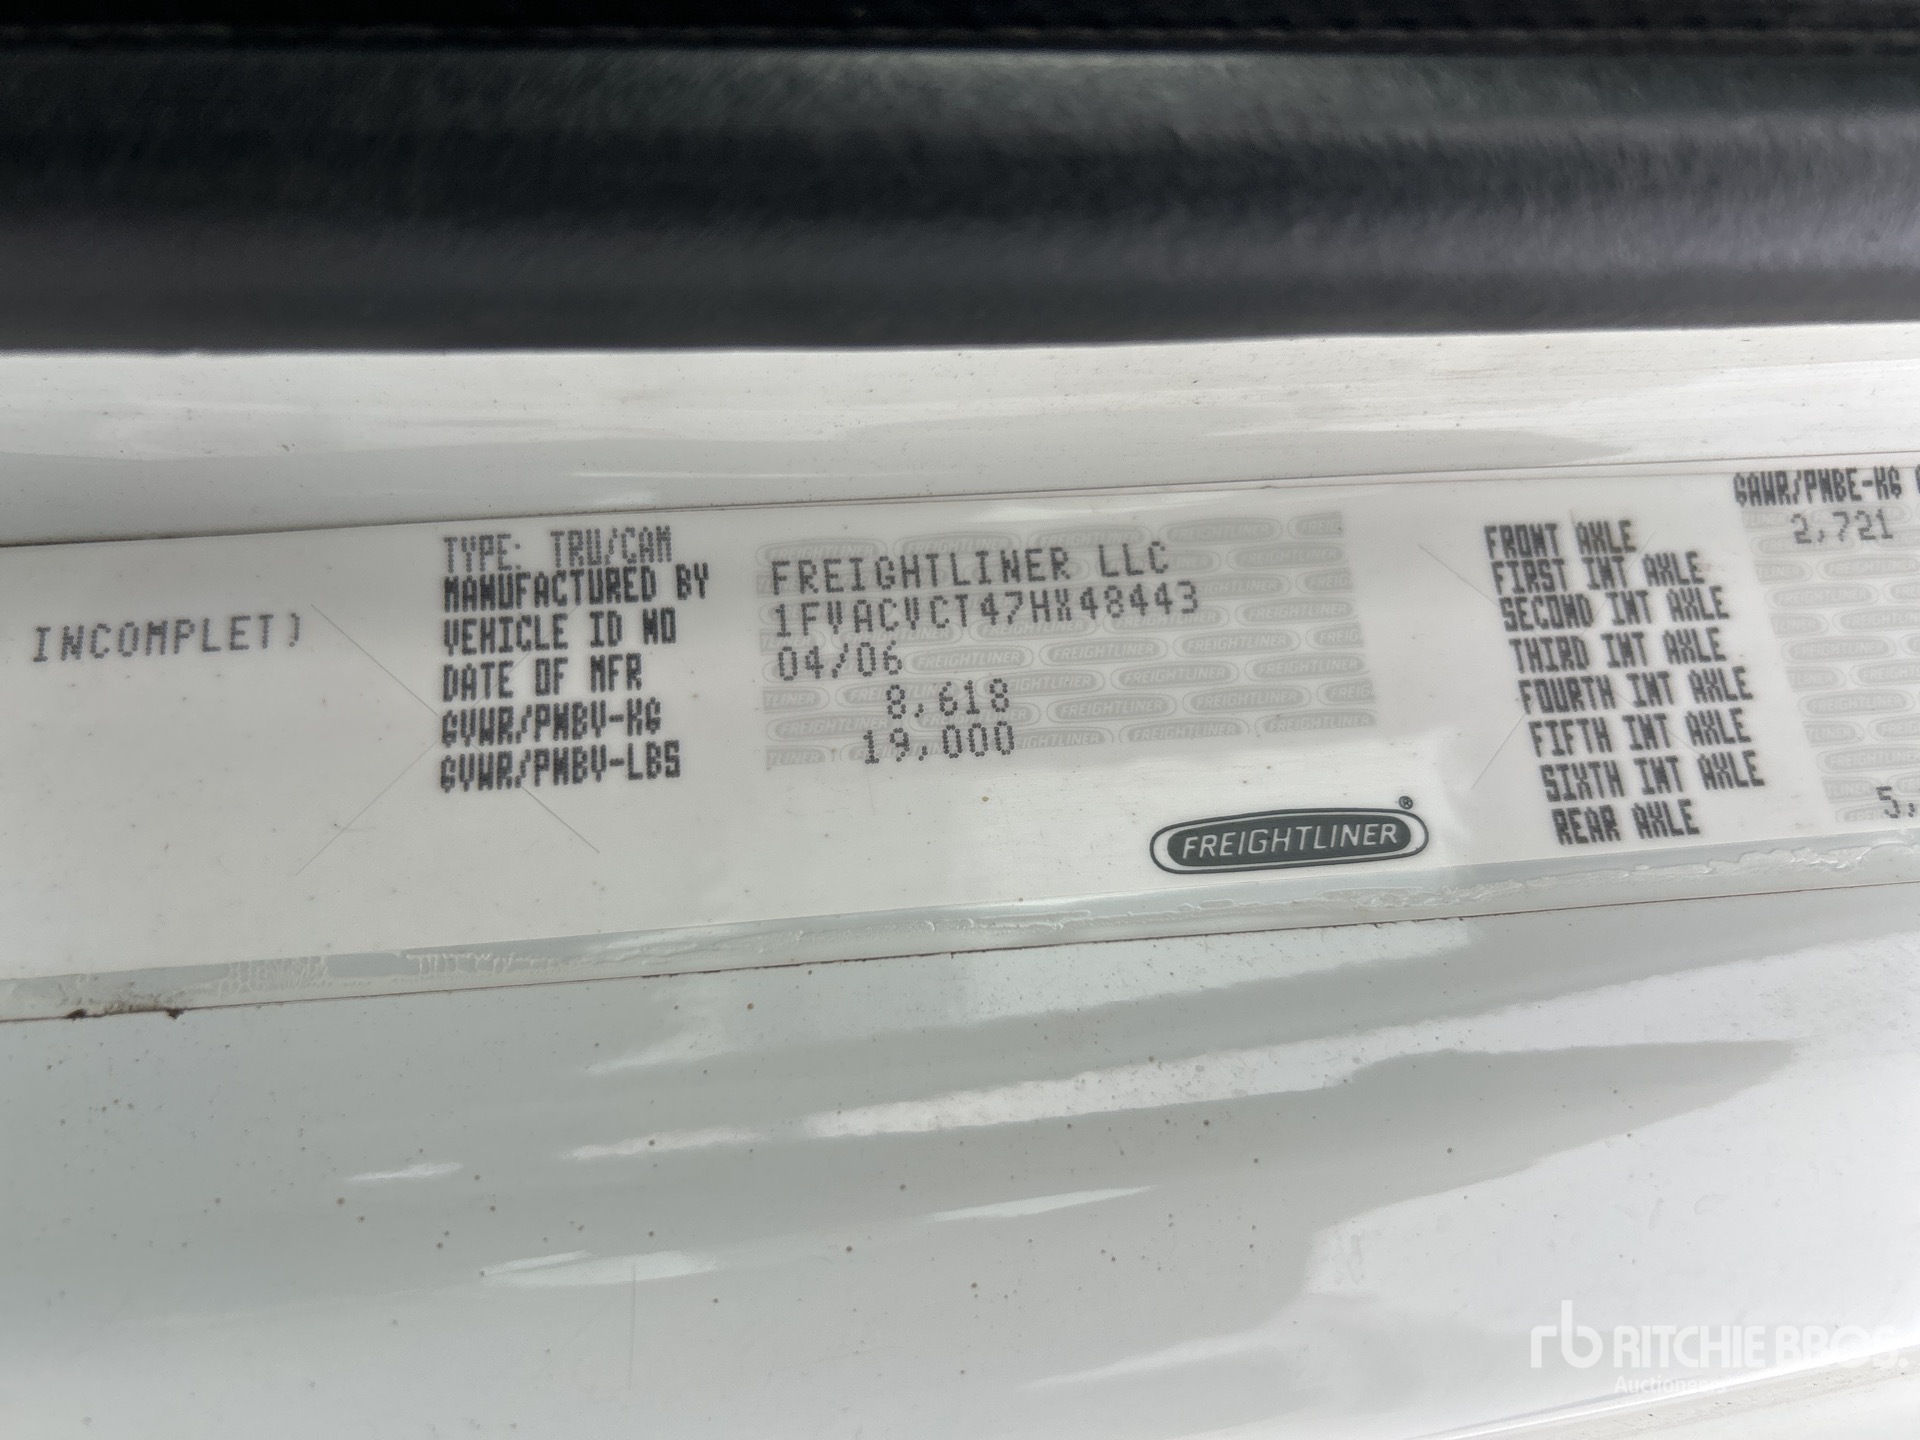 INCOMPLET)
TYPE: TRU/CAM
MANUFACTURED BY FREIGHTLINER LLC
VEHICLE ID NO 1FVACVCT47HX48443
DATE OF MFR 04/06
GVWR/PNBV-KG 8,618
GVWR/PNBV-LBS 19,000
FREIGHTLINER®
GAWR/PNBE-KG
FRONT AXLE 2,721
FIRST INT AXLE
SECOND INT AXLE
THIRD INT AXLE
FOURTH INT AXLE
FIFTH INT AXLE
SIXTH INT AXLE
REAR AXLE 5,
rb RITCHIE BROS.
Auctioneers